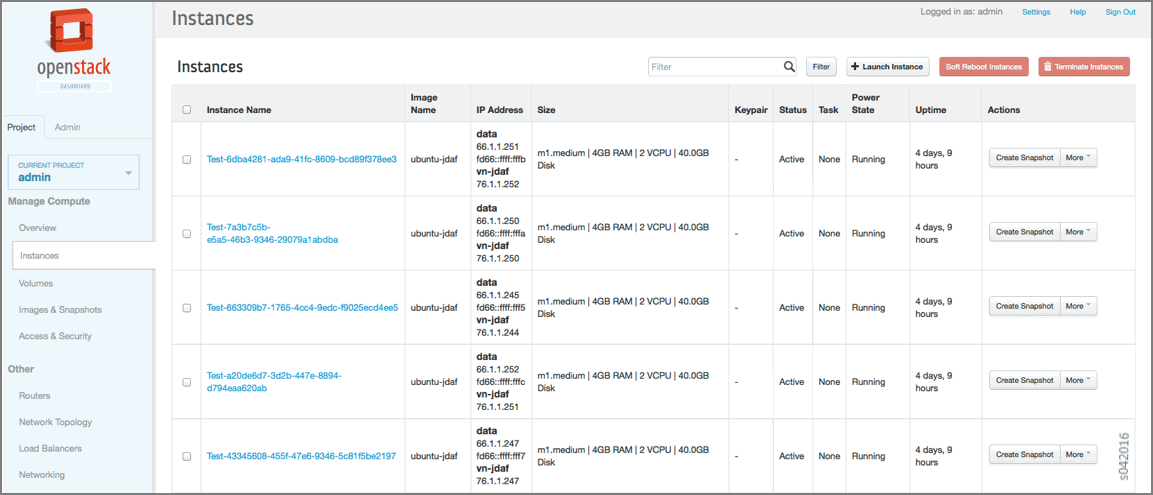 Instances
Logged in as: admin
Settings
Help
Sign Out
openstack
DASHBOARD
Project
Admin
CURRENT PROJECT
admin
Manage Compute
Overview
Instances
Volumes
Images & Snapshots
Access & Security
Other
Routers
Network Topology
Load Balancers
Networking
Instances
Filter
Filter
+ Launch Instance
Soft Reboot Instances
Terminate Instances
Instance Name
Image
Name
IP Address
Size
Keypair
Status
Task
Power
State
Uptime
Actions
Test-6dba4281-ada9-41fc-8609-bcd89f378ee3
ubuntu-jdaf
data
66.1.1.251
fd66::ffff:fffb
vn-jdaf
76.1.1.252
m1.medium | 4GB RAM | 2 VCPU | 40.0GB
Disk
-
Active
None
Running
4 days, 9
hours
Create Snapshot
More
Test-7a3b7c5b-
e5a5-46b3-9346-29079a1abdba
ubuntu-jdaf
data
66.1.1.250
fd66::ffff:fffa
vn-jdaf
76.1.1.250
m1.medium | 4GB RAM | 2 VCPU | 40.0GB
Disk
-
Active
None
Running
4 days, 9
hours
Create Snapshot
More
Test-663309b7-1765-4cc4-9edc-f9025ecd4ee5
ubuntu-jdaf
data
66.1.1.245
fd66::ffff:fff5
vn-jdaf
76.1.1.244
m1.medium | 4GB RAM | 2 VCPU | 40.0GB
Disk
-
Active
None
Running
4 days, 9
hours
Create Snapshot
More
Test-a20de6d7-3d2b-447e-8894-
d794eaa620ab
ubuntu-jdaf
data
66.1.1.252
fd66::ffff:fffc
vn-jdaf
76.1.1.251
m1.medium | 4GB RAM | 2 VCPU | 40.0GB
Disk
-
Active
None
Running
4 days, 9
hours
Create Snapshot
More
Test-43345608-455f-47e6-9346-5c81f5be2197
ubuntu-jdaf
data
66.1.1.247
fd66::ffff:fff7
vn-jdaf
76.1.1.247
m1.medium | 4GB RAM | 2 VCPU | 40.0GB
Disk
-
Active
None
Running
4 days, 9
hours
Create Snapshot
More
s042016